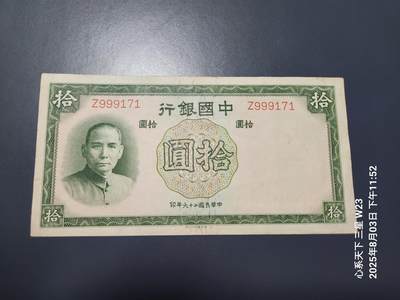 中國銀行
拾 Z999171 Z999171 拾
拾圓 拾圓
拾圓
中華民國二十六年印
拾 拾
心系天下 三星 W23
2025年8月03日 下午11:52